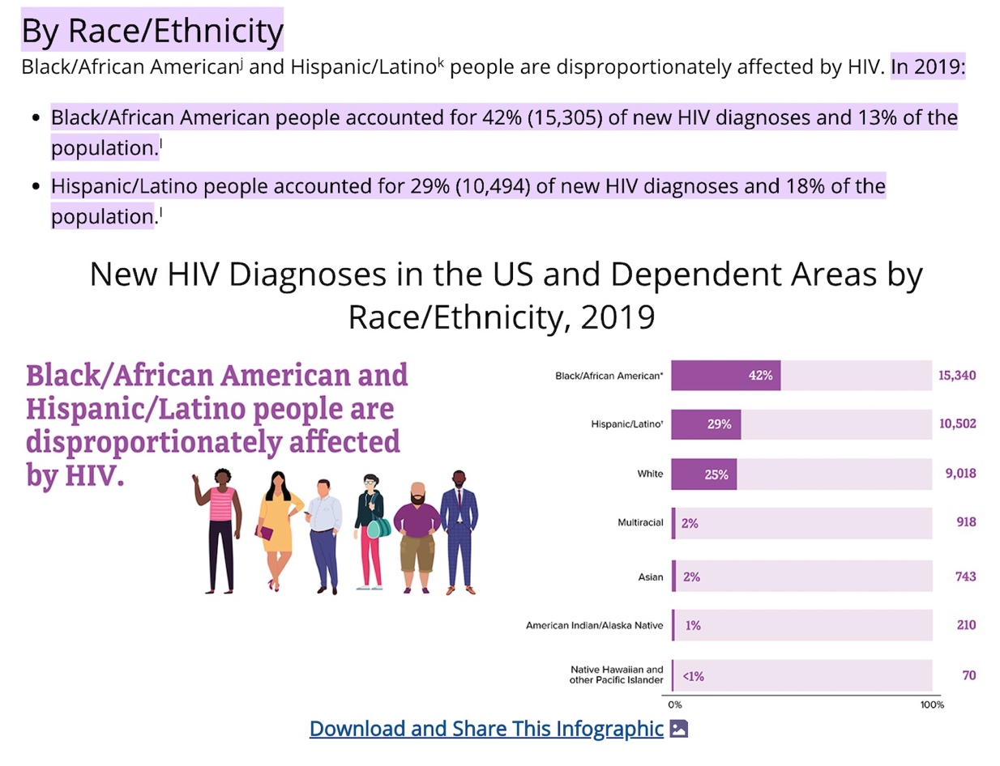 By Race/Ethnicity
Black/African Americanʲ and Hispanic/Latinoᵏ people are disproportionately affected by HIV. In 2019:
• Black/African American people accounted for 42% (15,305) of new HIV diagnoses and 13% of the
population.ˡ
• Hispanic/Latino people accounted for 29% (10,494) of new HIV diagnoses and 18% of the
population.ˡ
New HIV Diagnoses in the US and Dependent Areas by
Race/Ethnicity, 2019
Black/African American and
Hispanic/Latino people are
disproportionately affected
by HIV.
Black/African American* 42% 15,340
Hispanic/Latino† 29% 10,502
White 25% 9,018
Multiracial 2% 918
Asian 2% 743
American Indian/Alaska Native 1% 210
Native Hawaiian and
other Pacific Islander <1% 70
0% 100%
Download and Share This Infographic